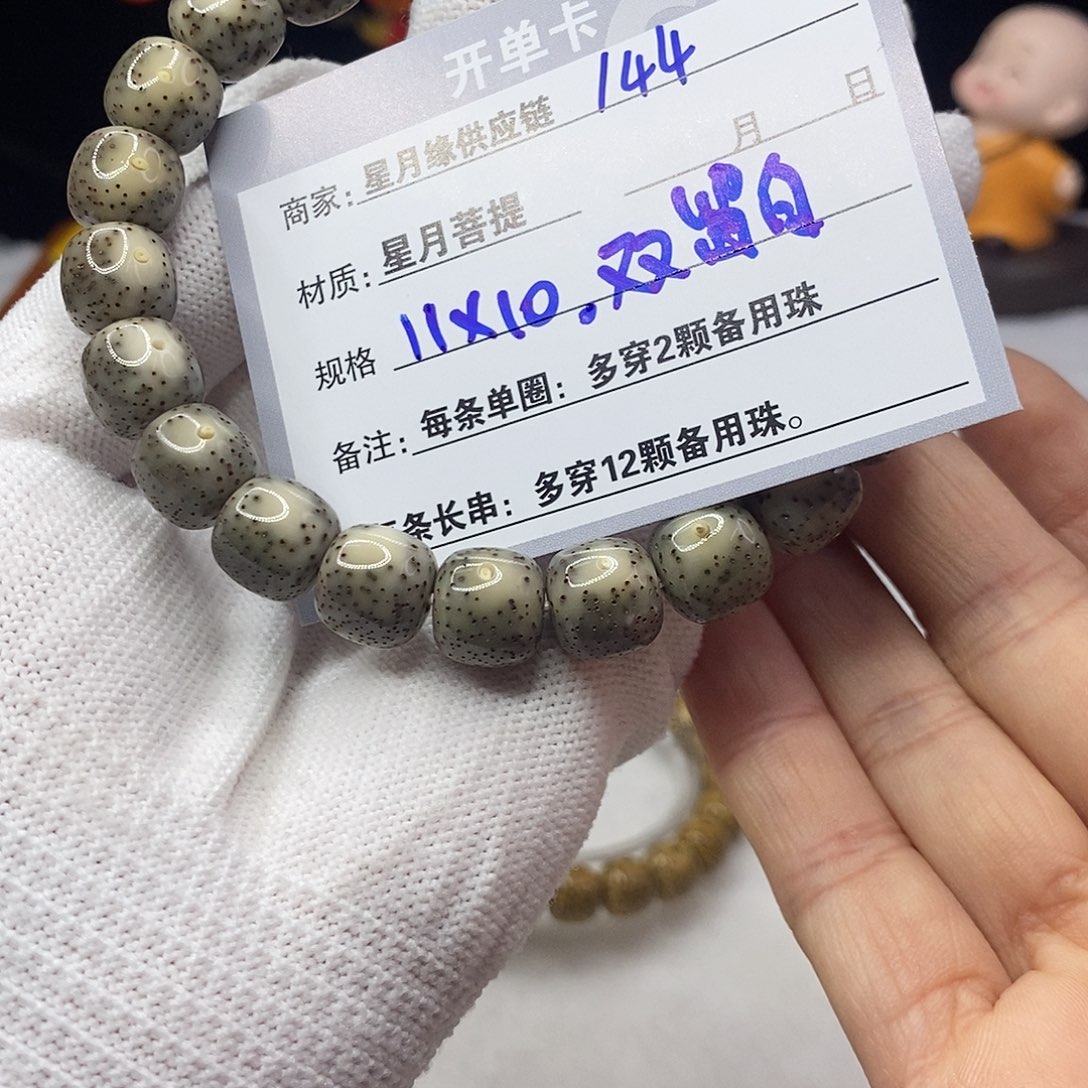 开单卡
144
商家：星月缘供应链
月 日
材质：星月菩提
规格 11X10.双
备注：每条单圈：多穿2颗备用珠
条长串：多穿12颗备用珠。